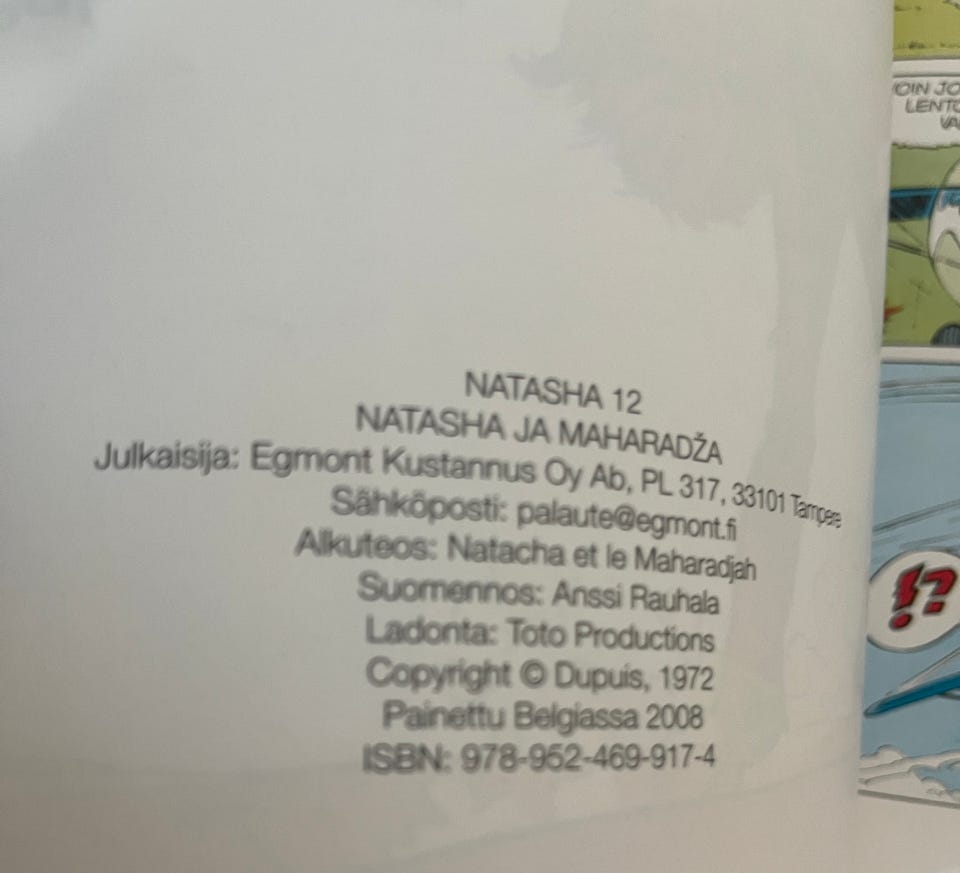 NATASHA 12
NATASHA JA MAHARADŽA
Julkaisija: Egmont Kustannus Oy Ab, PL 317, 33101 Tampere
Sähköposti: palaute@egmont.fi
Alkuteos: Natacha et le Maharadjah
Suomennos: Anssi Rauhala
Ladonta: Toto Productions
Copyright © Dupuis, 1972
Painettu Belgiassa 2008
ISBN: 978-952-469-917-4
!?